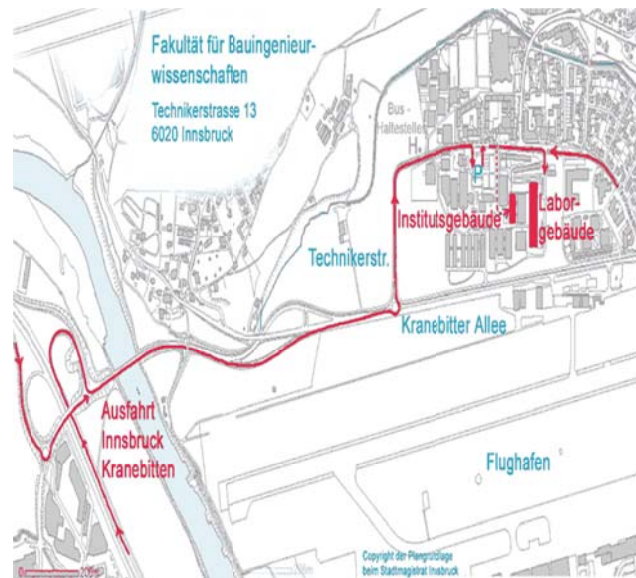 Fakultät für Bauingenieur-
wissenschaften
Technikerstrasse 13
6020 Innsbruck
Bus -
Haltestellen
H
P
Institutsgebäude
Labor-
gebäude
Technikerstr.
Kranebitter Allee
Ausfahrt
Innsbruck
Kranebitten
Flughafen
Copyright der Plangrundlage
beim Stadtmagistrat Innsbruck